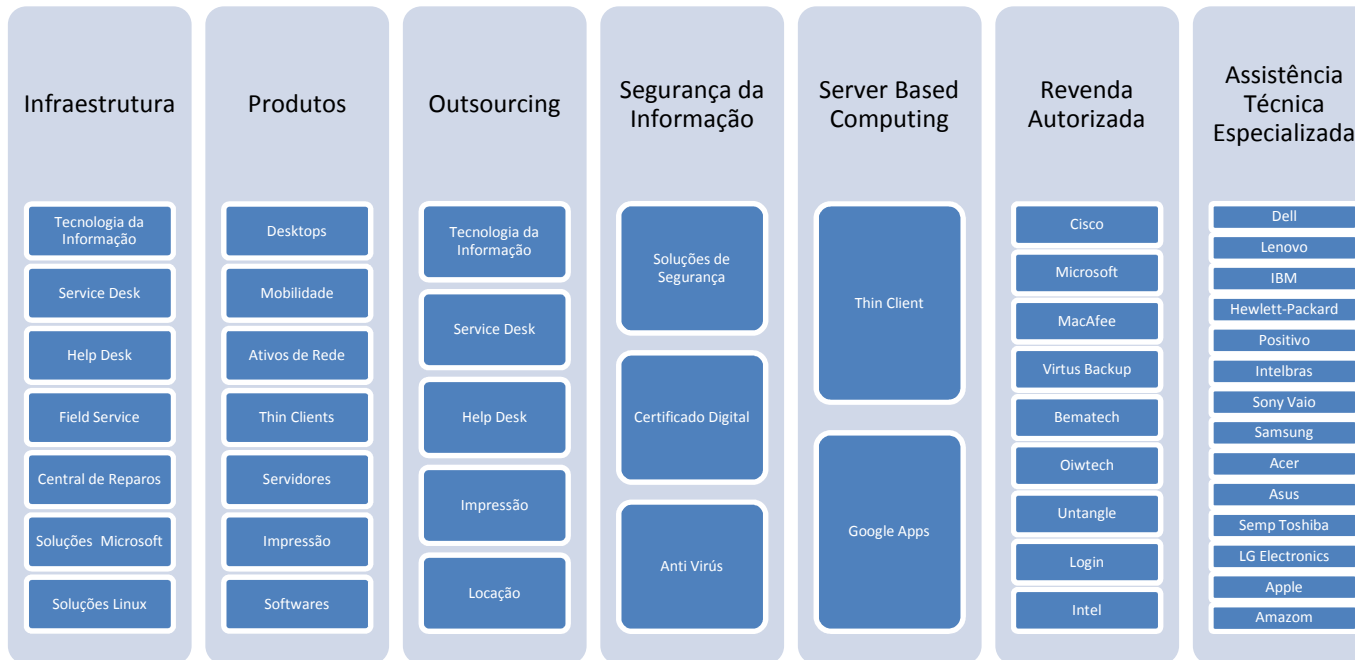 Infraestrutura
Tecnologia da
Informação
Service Desk
Help Desk
Field Service
Central de Reparos
Soluções Microsoft
Soluções Linux
Produtos
Desktops
Mobilidade
Ativos de Rede
Thin Clients
Servidores
Impressão
Softwares
Outsourcing
Tecnologia da
Informação
Service Desk
Help Desk
Impressão
Locação
Segurança da
Informação
Soluções de
Segurança
Certificado Digital
Anti Virús
Server Based
Computing
Thin Client
Google Apps
Revenda
Autorizada
Cisco
Microsoft
MacAfee
Virtus Backup
Bematech
Oiwtech
Untangle
Login
Intel
Assistência
Técnica
Especializada
Dell
Lenovo
IBM
Hewlett-Packard
Positivo
Intelbras
Sony Vaio
Samsung
Acer
Asus
Semp Toshiba
LG Electronics
Apple
Amazom